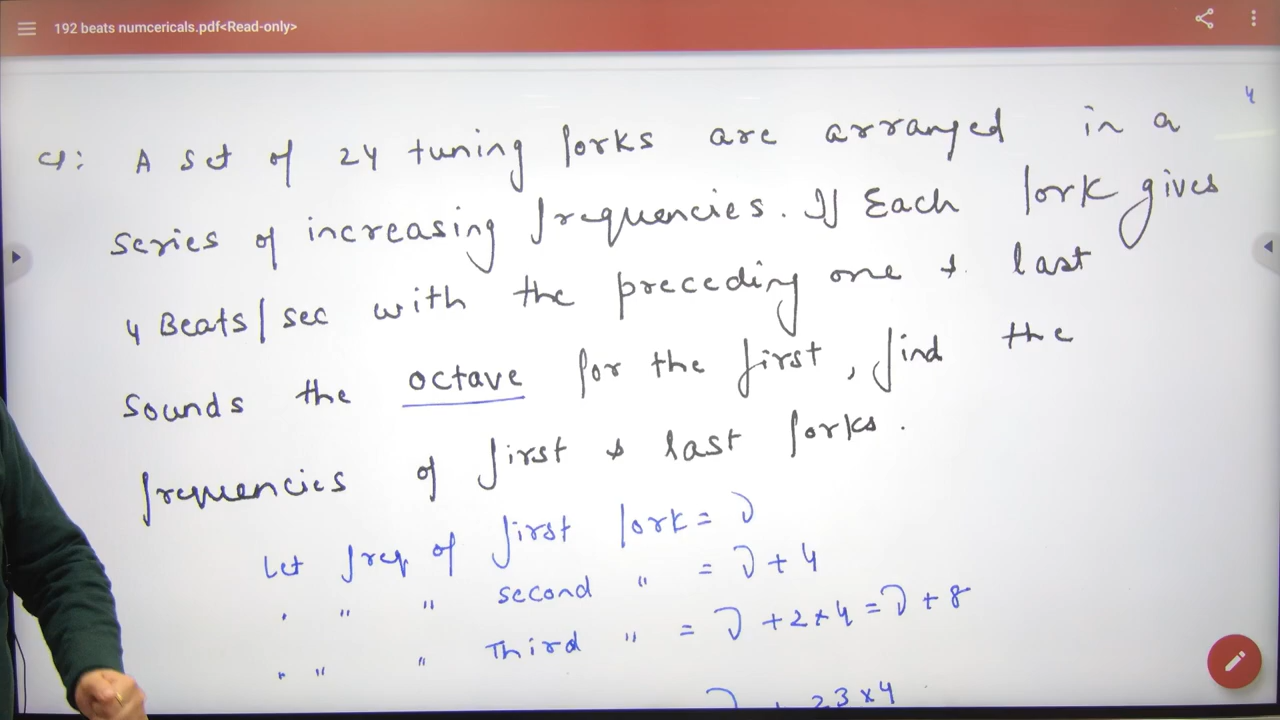 192 beats numcericals.pdf<Read-only>
4
Q: A set of 24 tuning forks are arranged in a
series of increasing frequencies. If Each fork gives
4 Beats/sec with the preceding one & last
sounds the octave for the first, find the
frequencies of first & last forks.
Let freq of first fork = ν
" " " second " = ν + 4
" " " Third " = ν + 2×4 = ν + 8
ν + 23×4